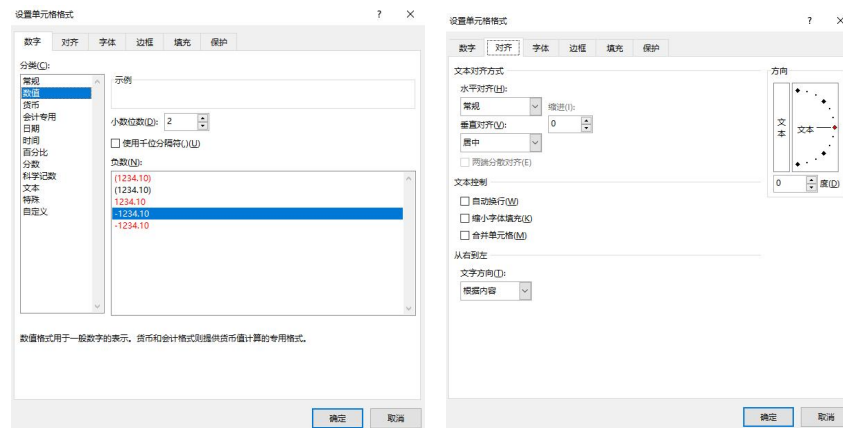 设置单元格格式 ? ×
数字 对齐 字体 边框 填充 保护
分类(C):
常规
数值
货币
会计专用
日期
时间
百分比
分数
科学记数
文本
特殊
自定义
示例
小数位数(D): 2
使用千位分隔符(,)(U)
负数(N):
(1234.10)
(1234.10)
1234.10
-1234.10
-1234.10
数值格式用于一般数字的表示。货币和会计格式则提供货币值计算的专用格式。
确定 取消
设置单元格格式 ? ×
数字 对齐 字体 边框 填充 保护
文本对齐方式
水平对齐(H):
常规 缩进(I):
垂直对齐(V): 0
居中
两端分散对齐(E)
文本控制
自动换行(W)
缩小字体填充(K)
合并单元格(M)
从右到左
文字方向(T):
根据内容
方向
文本
文本
0 度(D)
确定 取消